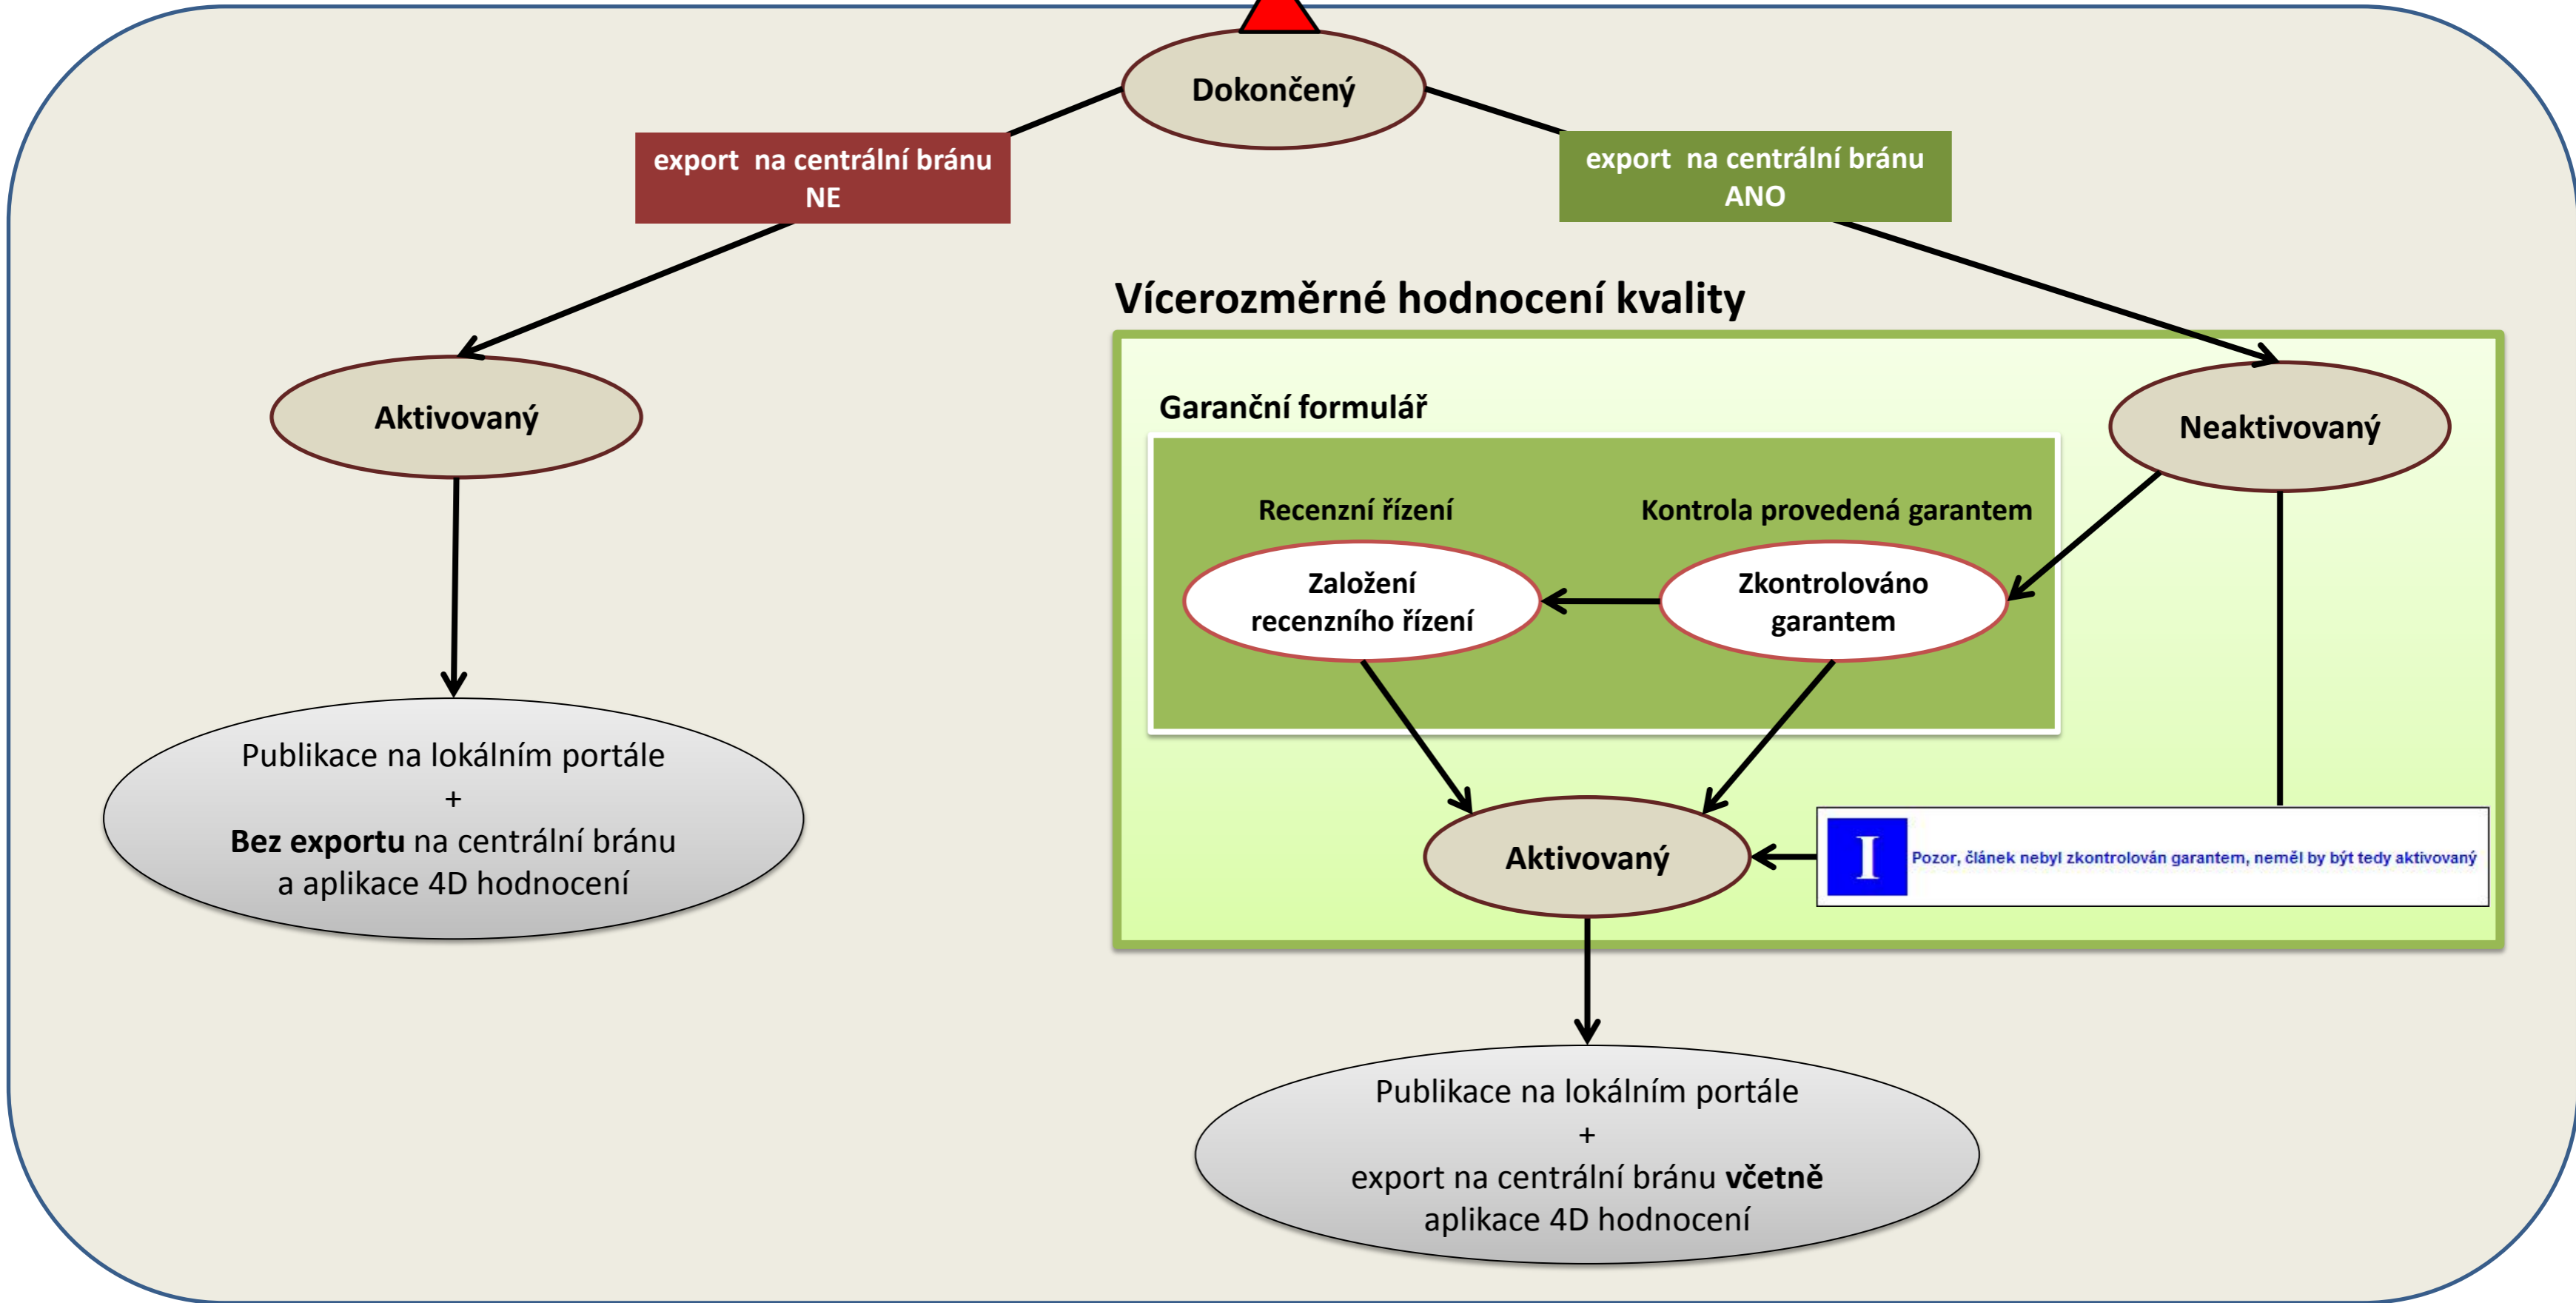 Dokončený
export na centrální bránu
NE
export na centrální bránu
ANO
Vícerozměrné hodnocení kvality
Aktivovaný
Garanční formulář
Neaktivovaný
Recenzní řízení
Kontrola provedená garantem
Založení
recenzního řízení
Zkontrolováno
garantem
Publikace na lokálním portále
+
Bez exportu na centrální bránu
a aplikace 4D hodnocení
Aktivovaný
I
Pozor, článek nebyl zkontrolován garantem, neměl by být tedy aktivovaný
Publikace na lokálním portále
+
export na centrální bránu včetně
aplikace 4D hodnocení